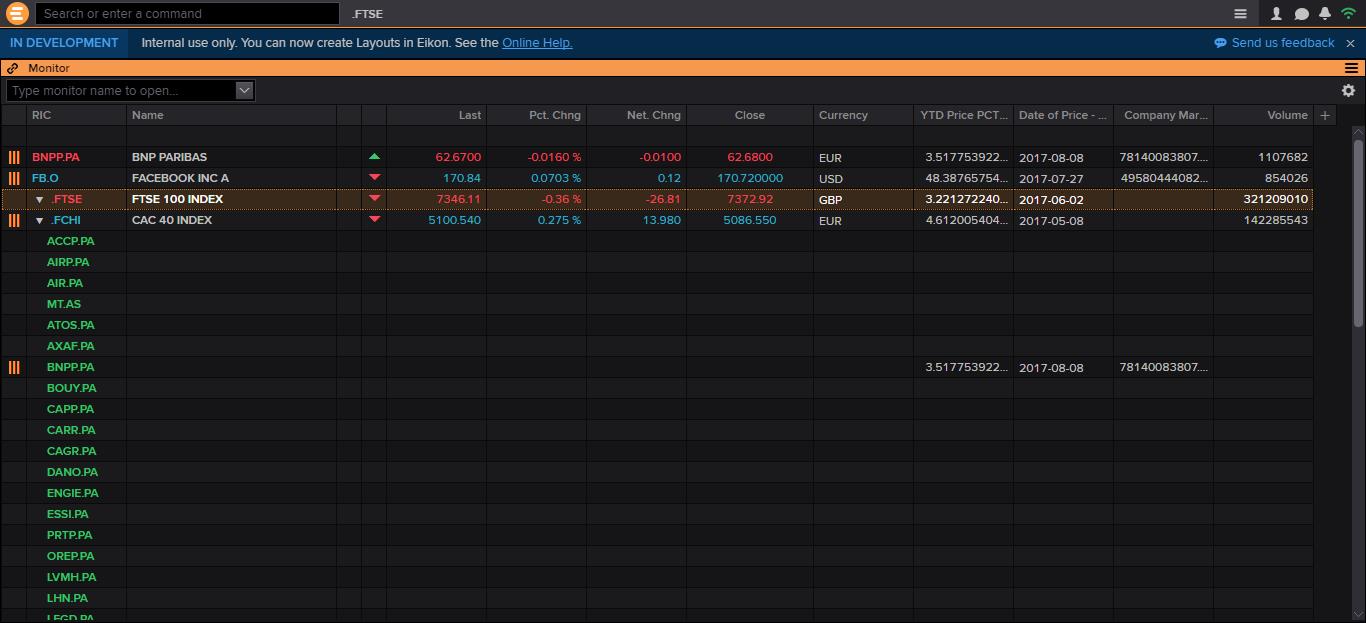 Search or enter a command .FTSE
IN DEVELOPMENT Internal use only. You can now create Layouts in Eikon. See the Online Help. Send us feedback
Monitor
Type monitor name to open...
RIC Name Last Pct. Chng Net. Chng Close Currency YTD Price PCT... Date of Price - ... Company Mar... Volume +
BNPP.PA BNP PARIBAS 62.6700 -0.0160 % -0.0100 62.6800 EUR 3.517753922... 2017-08-08 78140083807.... 1107682
FB.O FACEBOOK INC A 170.84 0.0703 % 0.12 170.720000 USD 48.38765754... 2017-07-27 49580444082... 854026
.FTSE FTSE 100 INDEX 7346.11 -0.36 % -26.81 7372.92 GBP 3.221272240... 2017-06-02 321209010
.FCHI CAC 40 INDEX 5100.540 0.275 % 13.980 5086.550 EUR 4.612005404... 2017-05-08 142285543
ACCP.PA
AIRP.PA
AIR.PA
MT.AS
ATOS.PA
AXAF.PA
BNPP.PA 3.517753922... 2017-08-08 78140083807....
BOUY.PA
CAPP.PA
CARR.PA
CAGR.PA
DANO.PA
ENGIE.PA
ESSI.PA
PRTP.PA
OREP.PA
LVMH.PA
LHN.PA
LEGD.PA